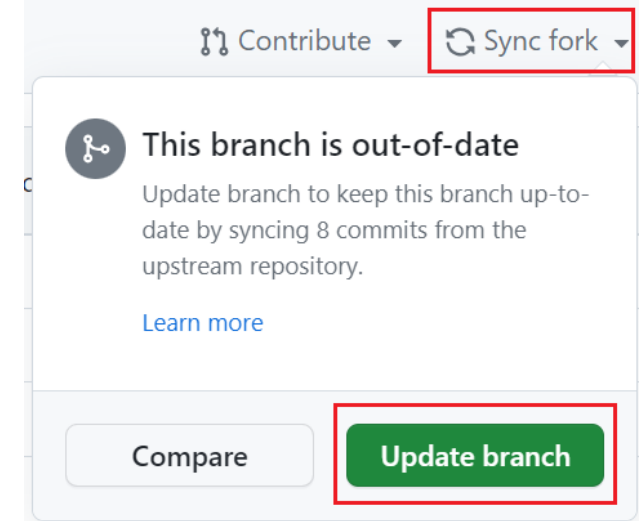 Contribute Sync fork
This branch is out-of-date
Update branch to keep this branch up-to-
date by syncing 8 commits from the
upstream repository.
Learn more
Compare Update branch